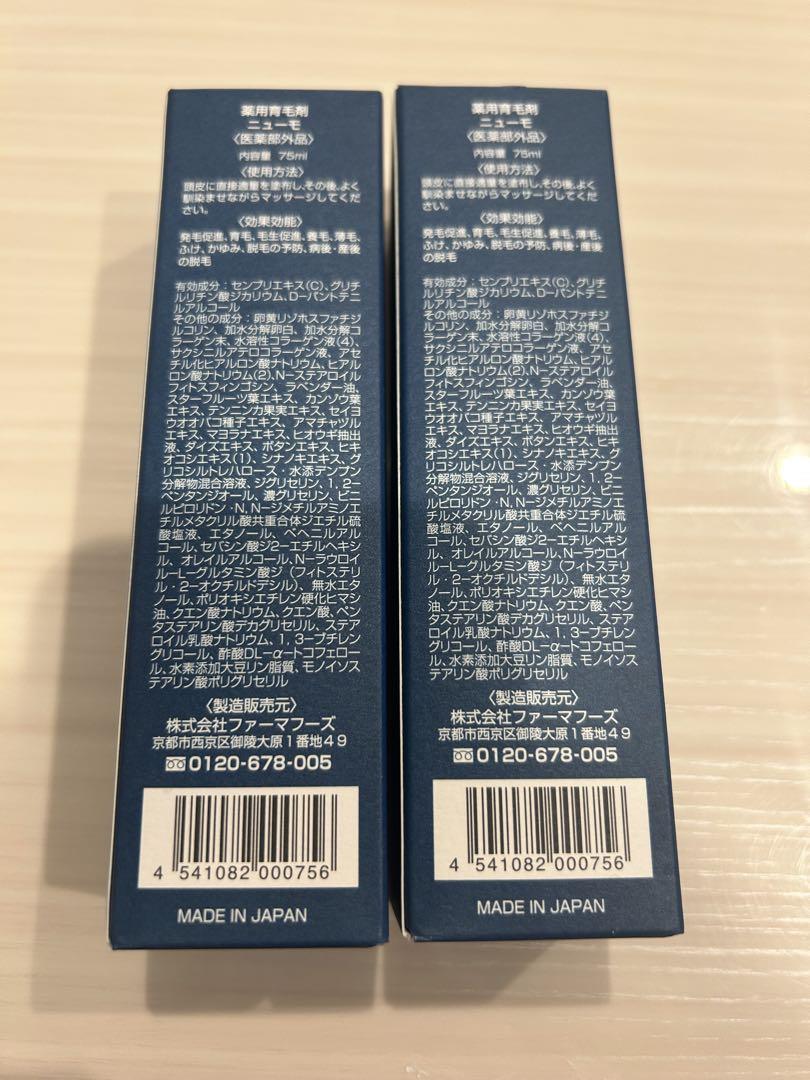 薬用育毛剤
ニューモ
〈医薬部外品〉
内容量 75ml
〈使用方法〉
頭皮に直接適量を塗布し、その後、よく
馴染ませながらマッサージしてくだ
さい。
〈効果効能〉
発毛促進、育毛、毛生促進、養毛、薄毛、
ふけ、かゆみ、脱毛の予防、病後・産後
の脱毛
有効成分：センブリエキス(C)、グリチ
ルリチン酸ジカリウム、D-パントテニ
ルアルコール
その他の成分：卵黄リゾホスファチジ
ルコリン、加水分解卵白、加水分解コ
ラーゲン末、水溶性コラーゲン液(4)、
サクシニルアテロコラーゲン液、アセ
チル化ヒアルロン酸ナトリウム、ヒアル
ロン酸ナトリウム(2)、N-ステアロイル
フィトスフィンゴシン、ラベンダー油、
スターフルーツ葉エキス、カンゾウ葉
エキス、テンニンカ果実エキス、セイヨ
ウオオバコ種子エキス、アマチャヅル
エキス、マヨラナエキス、ヒオウギ抽出
液、ダイズエキス、ボタンエキス、ヒキ
オコシエキス(1)、シナノキエキス、グ
リコシルトレハロース・水添デンプン
分解物混合溶液、ジグリセリン、1,2-
ペンタンジオール、濃グリセリン、ビニ
ルピロリドン・N,N-ジメチルアミノエ
チルメタクリル酸共重合体ジエチル硫
酸塩液、エタノール、ベヘニルアル
コール、セバシン酸ジ2-エチルヘキシ
ル、オレイルアルコール、N-ラウロイ
ル-L-グルタミン酸ジ(フィトステリ
ル・2-オクチルドデシル)、無水エタ
ノール、ポリオキシエチレン硬化ヒマシ
油、クエン酸ナトリウム、クエン酸、ペン
タステアリン酸デカグリセリル、ステア
ロイル乳酸ナトリウム、1,3-ブチレン
グリコール、酢酸DL-α-トコフェロ
ール、水素添加大豆リン脂質、モノイソス
テアリン酸ポリグリセリル
〈製造販売元〉
株式会社ファーマフーズ
京都市西京区御陵大原1番地49
0120-678-005
4 541082 000756
MADE IN JAPAN
薬用育毛剤
ニューモ
〈医薬部外品〉
内容量 75ml
〈使用方法〉
頭皮に直接適量を塗布し、その後、よく
馴染ませながらマッサージしてくだ
さい。
〈効果効能〉
発毛促進、育毛、毛生促進、養毛、薄毛、
ふけ、かゆみ、脱毛の予防、病後・産後
の脱毛
有効成分：センブリエキス(C)、グリチ
ルリチン酸ジカリウム、D-パントテニ
ルアルコール
その他の成分：卵黄リゾホスファチジ
ルコリン、加水分解卵白、加水分解コ
ラーゲン末、水溶性コラーゲン液(4)、
サクシニルアテロコラーゲン液、アセ
チル化ヒアルロン酸ナトリウム、ヒアル
ロン酸ナトリウム(2)、N-ステアロイル
フィトスフィンゴシン、ラベンダー油、
スターフルーツ葉エキス、カンゾウ葉
エキス、テンニンカ果実エキス、セイヨ
ウオオバコ種子エキス、アマチャヅル
エキス、マヨラナエキス、ヒオウギ抽出
液、ダイズエキス、ボタンエキス、ヒキ
オコシエキス(1)、シナノキエキス、グ
リコシルトレハロース・水添デンプン
分解物混合溶液、ジグリセリン、1,2-
ペンタンジオール、濃グリセリン、ビニ
ルピロリドン・N,N-ジメチルアミノエ
チルメタクリル酸共重合体ジエチル硫
酸塩液、エタノール、ベヘニルアル
コール、セバシン酸ジ2-エチルヘキシ
ル、オレイルアルコール、N-ラウロイ
ル-L-グルタミン酸ジ(フィトステリ
ル・2-オクチルドデシル)、無水エタ
ノール、ポリオキシエチレン硬化ヒマシ
油、クエン酸ナトリウム、クエン酸、ペン
タステアリン酸デカグリセリル、ステア
ロイル乳酸ナトリウム、1,3-ブチレン
グリコール、酢酸DL-α-トコフェロー
ル、水素添加大豆リン脂質、モノイソス
テアリン酸ポリグリセリル
〈製造販売元〉
株式会社ファーマフーズ
京都市西京区御陵大原1番地49
0120-678-005
4 541082 000756
MADE IN JAPAN